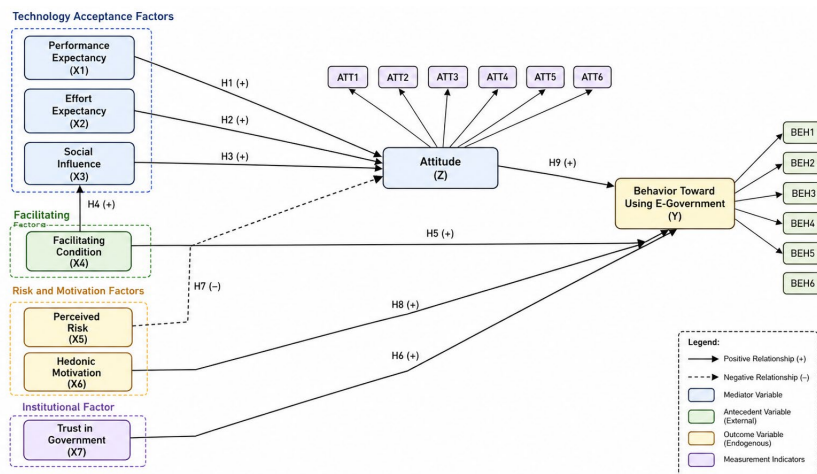 Technology Acceptance Factors
Performance
Expectancy
(X1)
Effort
Expectancy
(X2)
Social
Influence
(X3)
H1 (+)
H2 (+)
H3 (+)
H4 (+)
ATT1
ATT2
ATT3
ATT4
ATT5
ATT6
Attitude
(Z)
H9 (+)
Behavior Toward
Using E-Government
(Y)
BEH1
BEH2
BEH3
BEH4
BEH5
BEH6
Facilitating
Factors
Facilitating
Condition
(X4)
H5 (+)
H7 (–)
Risk and Motivation Factors
Perceived
Risk
(X5)
Hedonic
Motivation
(X6)
H8 (+)
H6 (+)
Institutional Factor
Trust in
Government
(X7)
Legend:
Positive Relationship (+)
Negative Relationship (–)
Mediator Variable
Antecedent Variable
(External)
Outcome Variable
(Endogenous)
Measurement Indicators